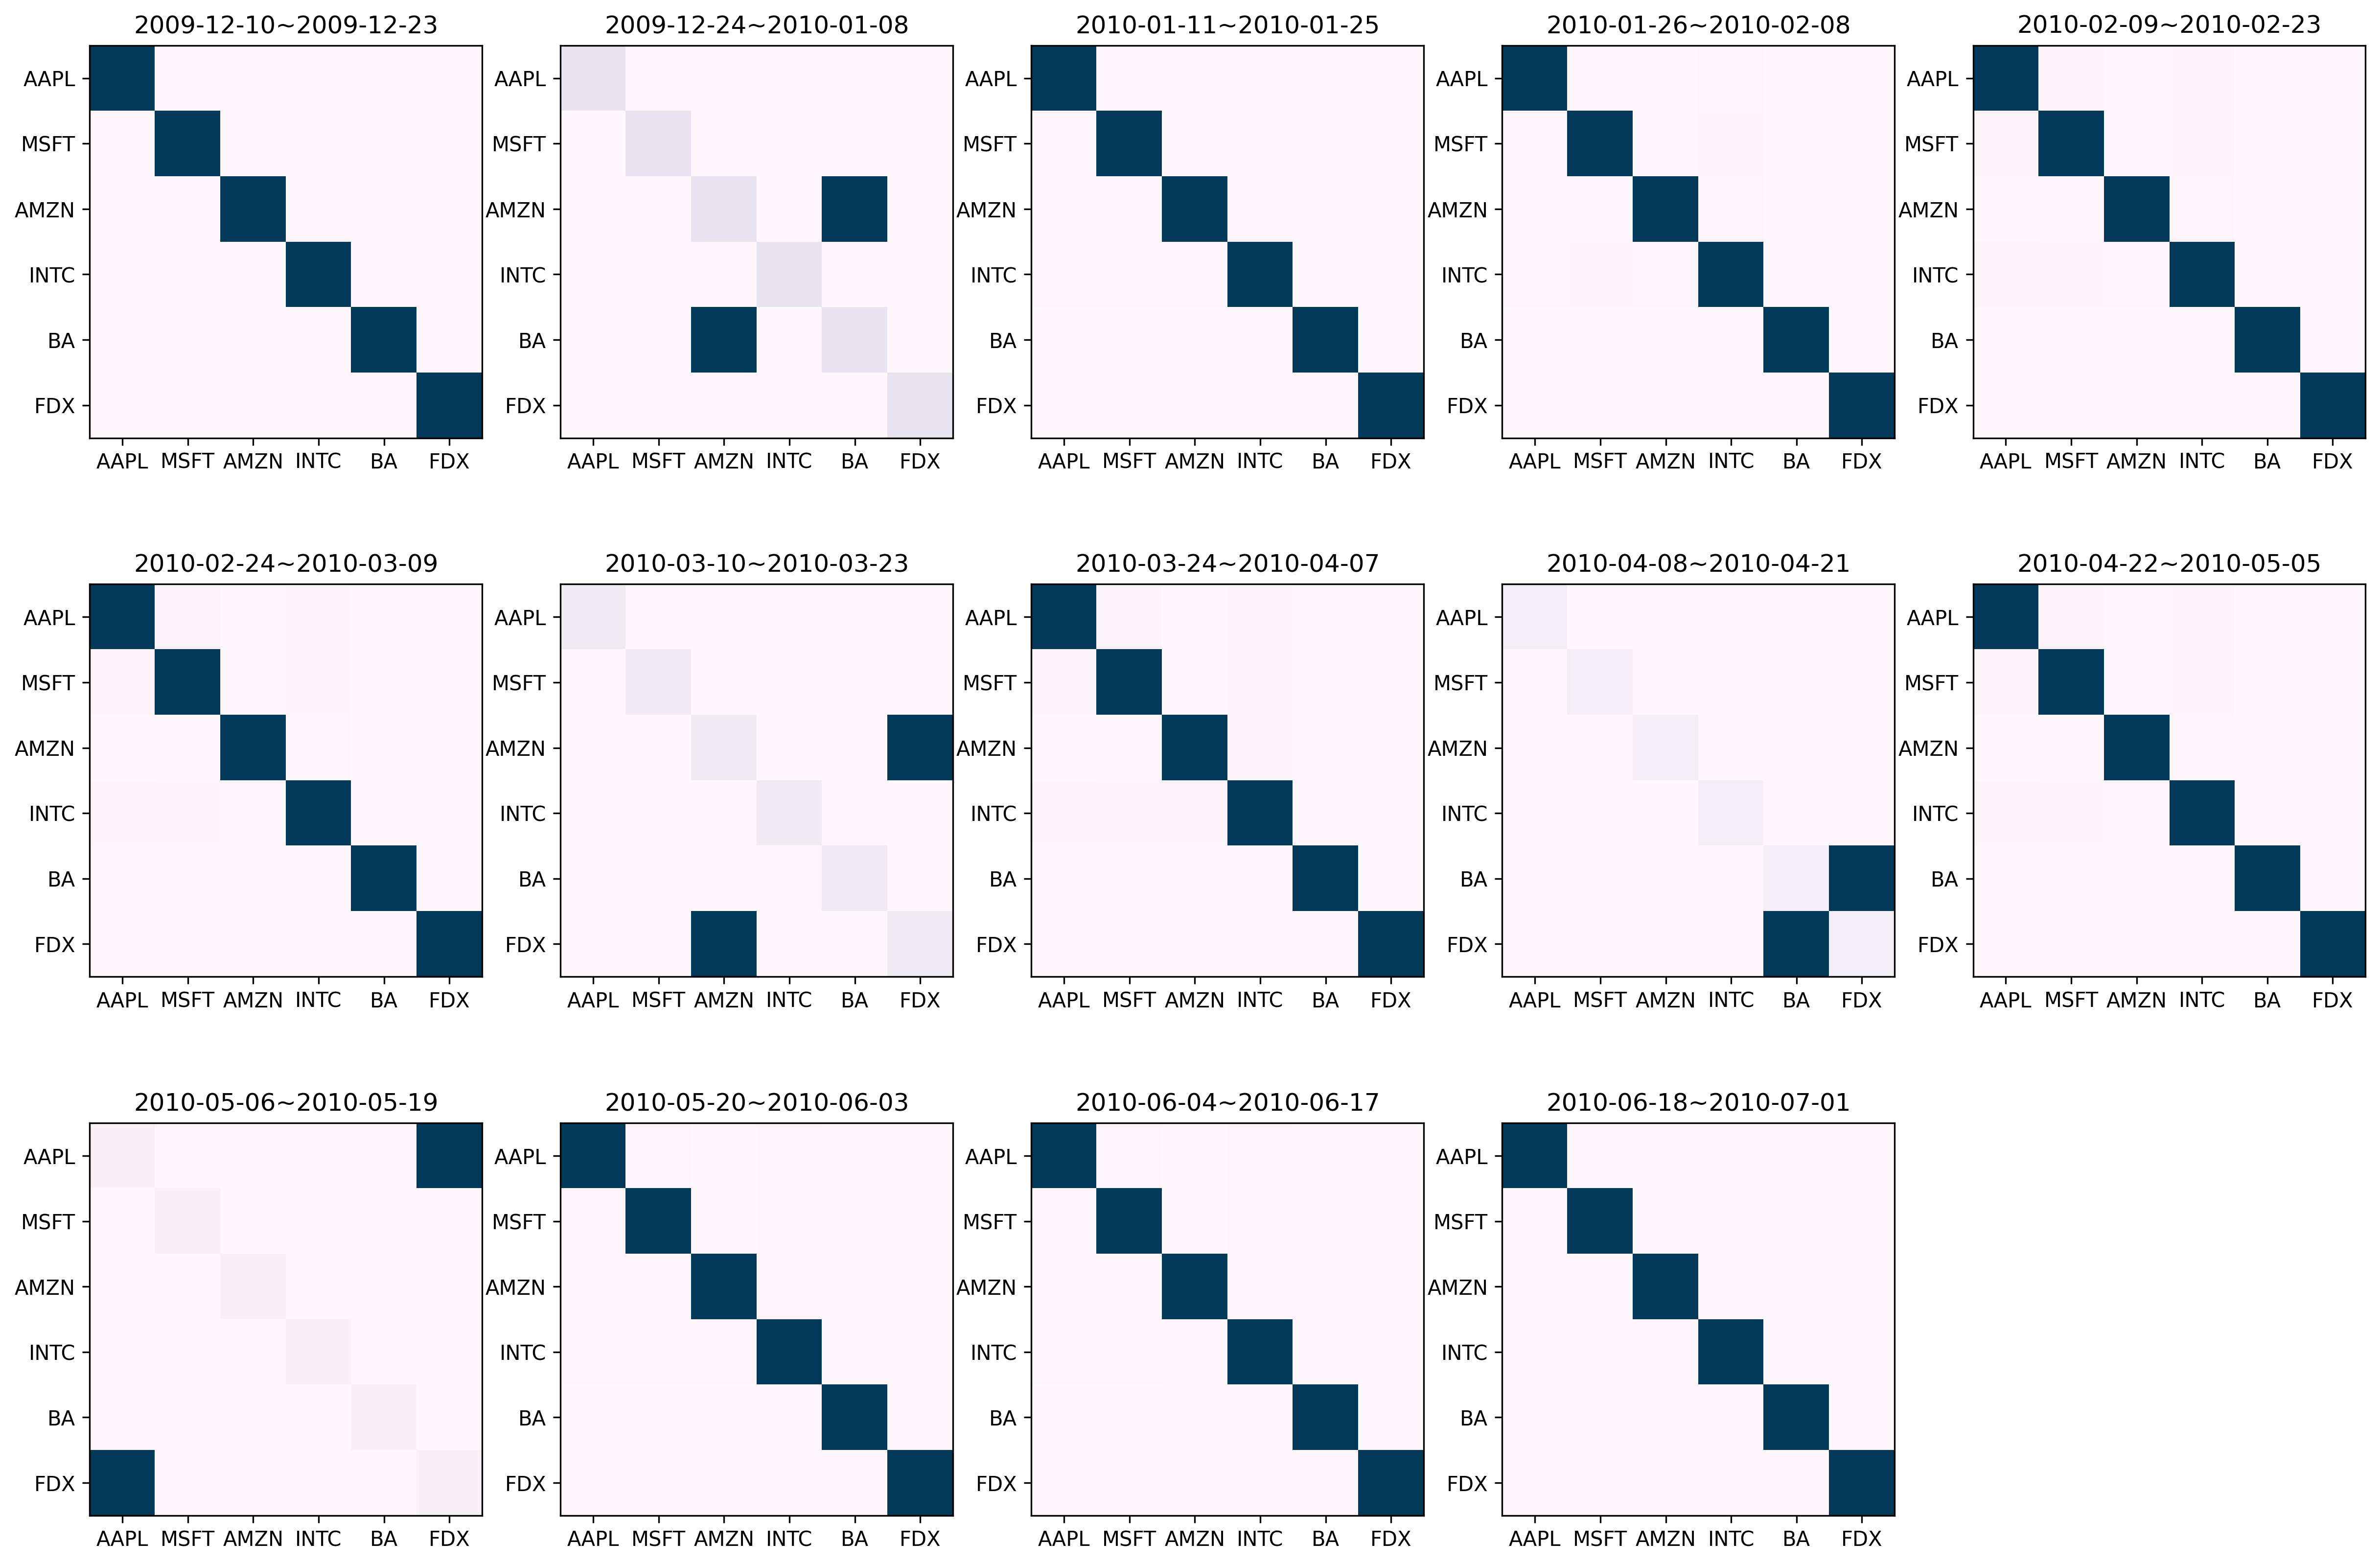 2009-12-10~2009-12-23
AAPL
MSFT
AMZN
INTC
BA
FDX
AAPL MSFT AMZN INTC BA FDX
2009-12-24~2010-01-08
AAPL
MSFT
AMZN
INTC
BA
FDX
AAPL MSFT AMZN INTC BA FDX
2010-01-11~2010-01-25
AAPL
MSFT
AMZN
INTC
BA
FDX
AAPL MSFT AMZN INTC BA FDX
2010-01-26~2010-02-08
AAPL
MSFT
AMZN
INTC
BA
FDX
AAPL MSFT AMZN INTC BA FDX
2010-02-09~2010-02-23
AAPL
MSFT
AMZN
INTC
BA
FDX
AAPL MSFT AMZN INTC BA FDX
2010-02-24~2010-03-09
AAPL
MSFT
AMZN
INTC
BA
FDX
AAPL MSFT AMZN INTC BA FDX
2010-03-10~2010-03-23
AAPL
MSFT
AMZN
INTC
BA
FDX
AAPL MSFT AMZN INTC BA FDX
2010-03-24~2010-04-07
AAPL
MSFT
AMZN
INTC
BA
FDX
AAPL MSFT AMZN INTC BA FDX
2010-04-08~2010-04-21
AAPL
MSFT
AMZN
INTC
BA
FDX
AAPL MSFT AMZN INTC BA FDX
2010-04-22~2010-05-05
AAPL
MSFT
AMZN
INTC
BA
FDX
AAPL MSFT AMZN INTC BA FDX
2010-05-06~2010-05-19
AAPL
MSFT
AMZN
INTC
BA
FDX
AAPL MSFT AMZN INTC BA FDX
2010-05-20~2010-06-03
AAPL
MSFT
AMZN
INTC
BA
FDX
AAPL MSFT AMZN INTC BA FDX
2010-06-04~2010-06-17
AAPL
MSFT
AMZN
INTC
BA
FDX
AAPL MSFT AMZN INTC BA FDX
2010-06-18~2010-07-01
AAPL
MSFT
AMZN
INTC
BA
FDX
AAPL MSFT AMZN INTC BA FDX